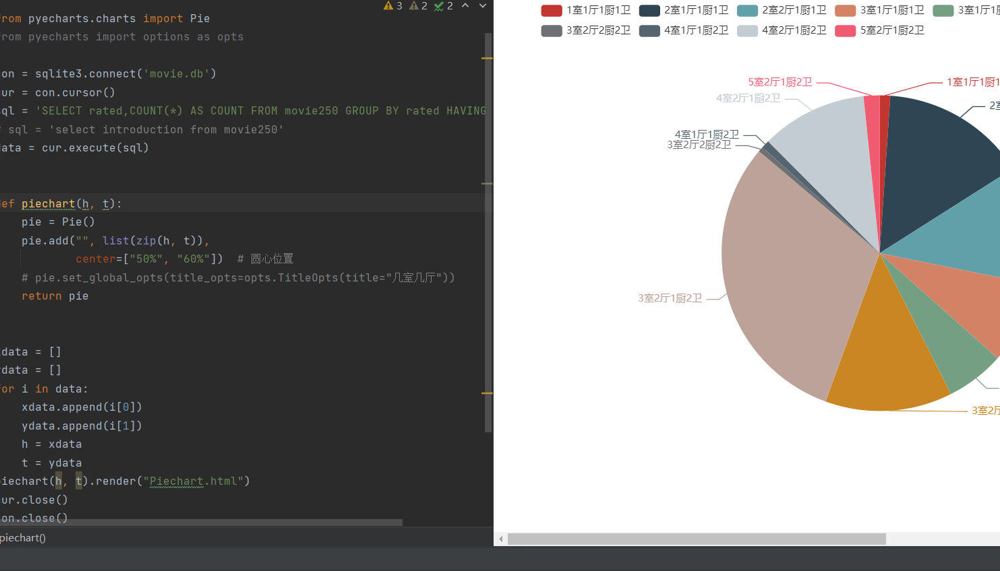 3 2 2
rom pyecharts.charts import Pie
rom pyecharts import options as opts
on = sqlite3.connect('movie.db')
ur = con.cursor()
ql = 'SELECT rated,COUNT(*) AS COUNT FROM movie250 GROUP BY rated HAVING
# sql = 'select introduction from movie250'
ata = cur.execute(sql)
ef piechart(h, t):
pie = Pie()
pie.add("", list(zip(h, t)),
center=["50%", "60%"]) # 圆心位置
# pie.set_global_opts(title_opts=opts.TitleOpts(title="几室几厅"))
return pie
data = []
data = []
or i in data:
xdata.append(i[0])
ydata.append(i[1])
h = xdata
t = ydata
iechart(h, t).render("Piechart.html")
ur.close()
on.close()
piechart()
1室1厅1厨1卫 2室1厅1厨1卫 2室2厅1厨1卫 3室1厅1厨1卫 3室1厅1
3室2厅2厨2卫 4室1厅1厨2卫 4室2厅1厨2卫 5室2厅1厨2卫
5室2厅1厨2卫
1室1厅1厨1
4室2厅1厨2卫
2室
4室1厅1厨2卫
3室2厅2厨2卫
3室2厅1厨2卫
3室2厅